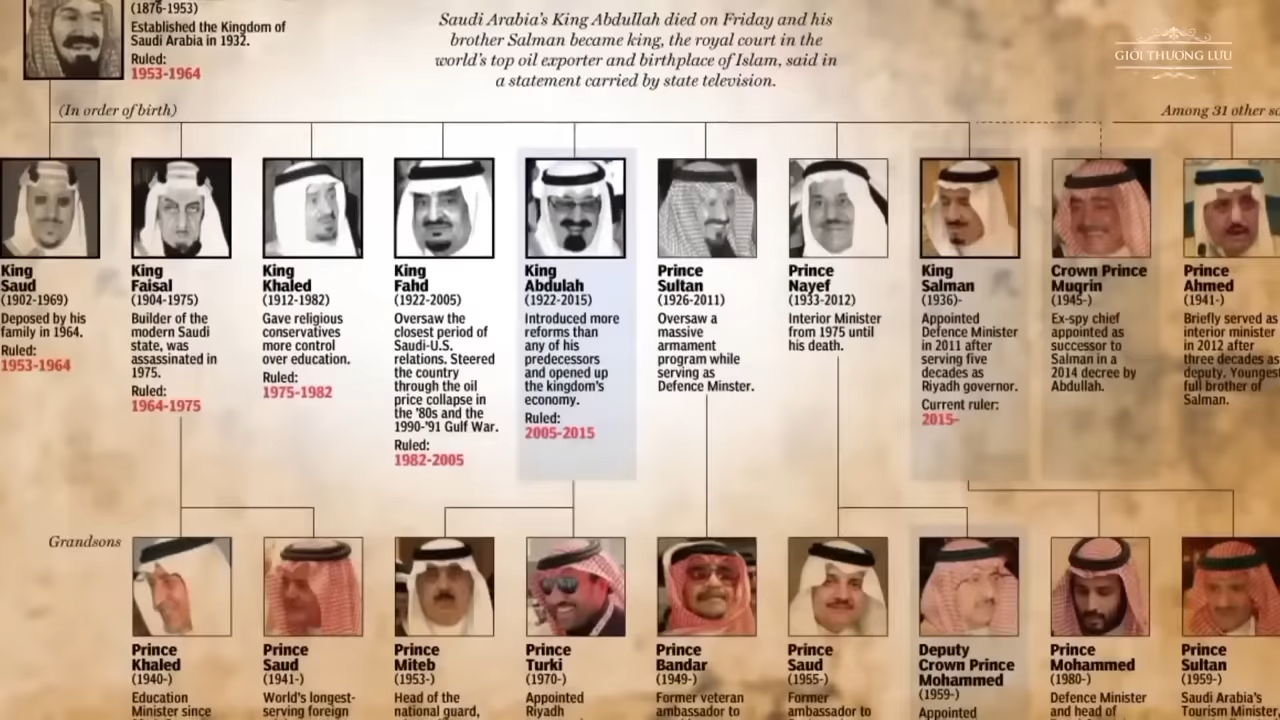 (1876-1953)
Established the Kingdom of
Saudi Arabia in 1932.
Ruled:
1953-1964
Saudi Arabia's King Abdullah died on Friday and his
brother Salman became king, the royal court in the
world's top oil exporter and birthplace of Islam, said in
a statement carried by state television.
GIỚI THƯỢNG LƯU
(In order of birth)
Among 31 other so
King
Saud
(1902-1969)
Deposed by his
family in 1964.
Ruled:
1953-1964
King
Faisal
(1904-1975)
Builder of the
modern Saudi
state, was
assassinated in
1975.
Ruled:
1964-1975
King
Khaled
(1912-1982)
Gave religious
conservatives
more control
over education.
Ruled:
1975-1982
King
Fahd
(1922-2005)
Oversaw the
closest period of
Saudi-U.S.
relations. Steered
the country
through the oil
price collapse in
the '80s and the
1990-'91 Gulf War.
Ruled:
1982-2005
King
Abdulah
(1922-2015)
Introduced more
reforms than
any of his
predecessors
and opened up
the kingdom's
economy.
Ruled:
2005-2015
Prince
Sultan
(1926-2011)
Oversaw a
massive
armament
program while
serving as
Defence Minster.
Prince
Nayef
(1933-2012)
Interior Minister
from 1975 until
his death.
King
Salman
(1936)-
Appointed
Defence Minister
in 2011 after
serving five
decades as
Riyadh governor.
Current ruler:
2015-
Crown Prince
Muqrin
(1945-)
Ex-spy chief
appointed as
successor to
Salman in a
2014 decree by
Abdullah.
Prince
Ahmed
(1941-)
Briefly served as
interior minister
in 2012 after
three decades as
deputy. Youngest
full brother of
Salman.
Grandsons
Prince
Khaled
(1940-)
Education
Minister since
Prince
Saud
(1941-)
World's longest-
serving foreign
Prince
Miteb
(1953-)
Head of the
national guard,
Prince
Turki
(1970-)
Appointed
Riyadh
Prince
Bandar
(1949-)
Former veteran
ambassador to
Prince
Saud
(1955-)
Former
ambassador to
Deputy
Crown Prince
Mohammed
(1959-)
Appointed
Prince
Mohammed
(1980-)
Defence Minister
and head of
Prince
Sultan
(1959-)
Saudi Arabia's
Tourism Minister,